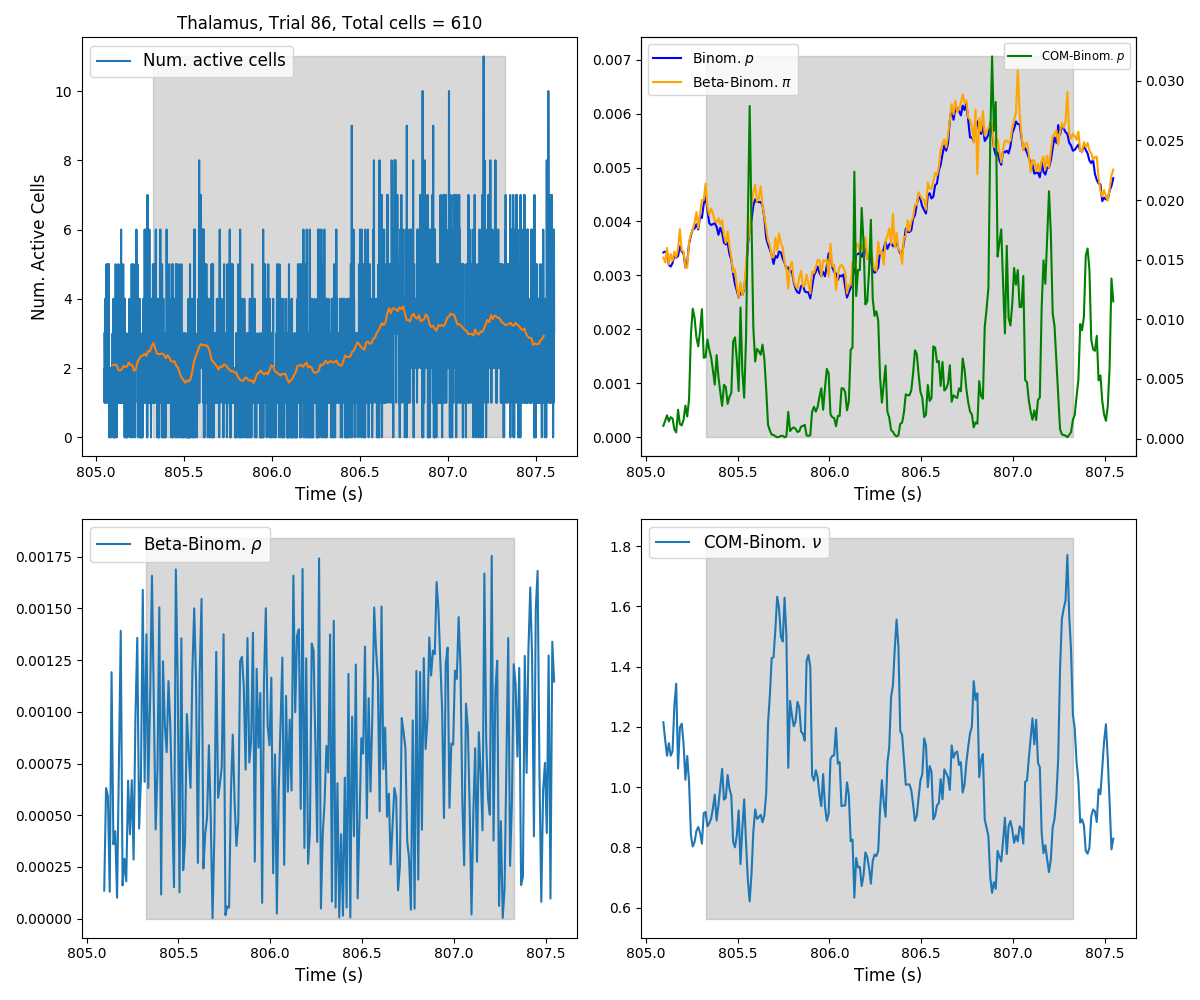 Thalamus, Trial 86, Total cells = 610
Num. active cells
Num. Active Cells
10
8
6
4
2
0
805.0 805.5 806.0 806.5 807.0 807.5
Time (s)
Binom. p
Beta-Binom. π
COM-Binom. p
0.007
0.006
0.005
0.004
0.003
0.002
0.001
0.000
0.030
0.025
0.020
0.015
0.010
0.005
0.000
805.0 805.5 806.0 806.5 807.0 807.5
Time (s)
Beta-Binom. ρ
0.00175
0.00150
0.00125
0.00100
0.00075
0.00050
0.00025
0.00000
805.0 805.5 806.0 806.5 807.0 807.5
Time (s)
COM-Binom. ν
1.8
1.6
1.4
1.2
1.0
0.8
0.6
805.0 805.5 806.0 806.5 807.0 807.5
Time (s)